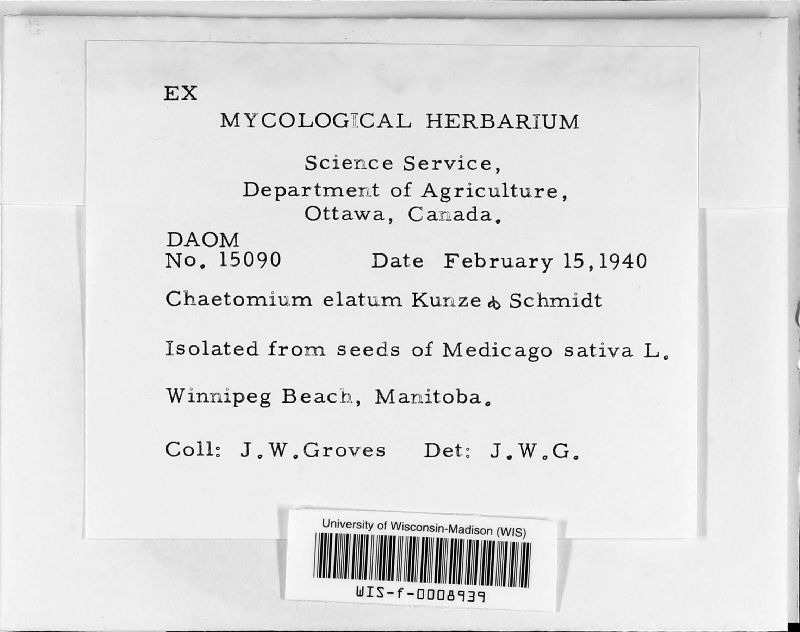 EX
MYCOLOGICAL HERBARIUM
Science Service,
Department of Agriculture,
Ottawa, Canada.
DAOM
No. 15090 Date February 15, 1940
Chaetomium elatum Kunze & Schmidt
Isolated from seeds of Medicago sativa L.
Winnipeg Beach, Manitoba.
Coll: J.W.Groves Det: J.W.G.
University of Wisconsin-Madison (WIS)
WIS-f-0008939